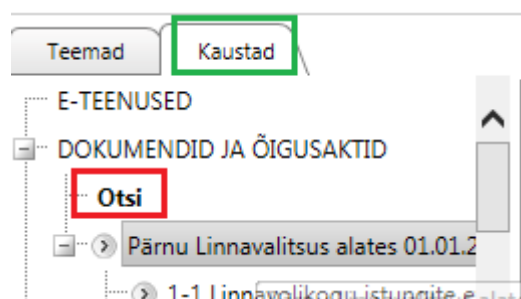 Teemad Kaustad
E-TEENUSED
DOKUMENDID JA ÕIGUSAKTID
Otsi
Pärnu Linnavalitsus alates 01.01.2
1-1 Linnavolikogu istungite